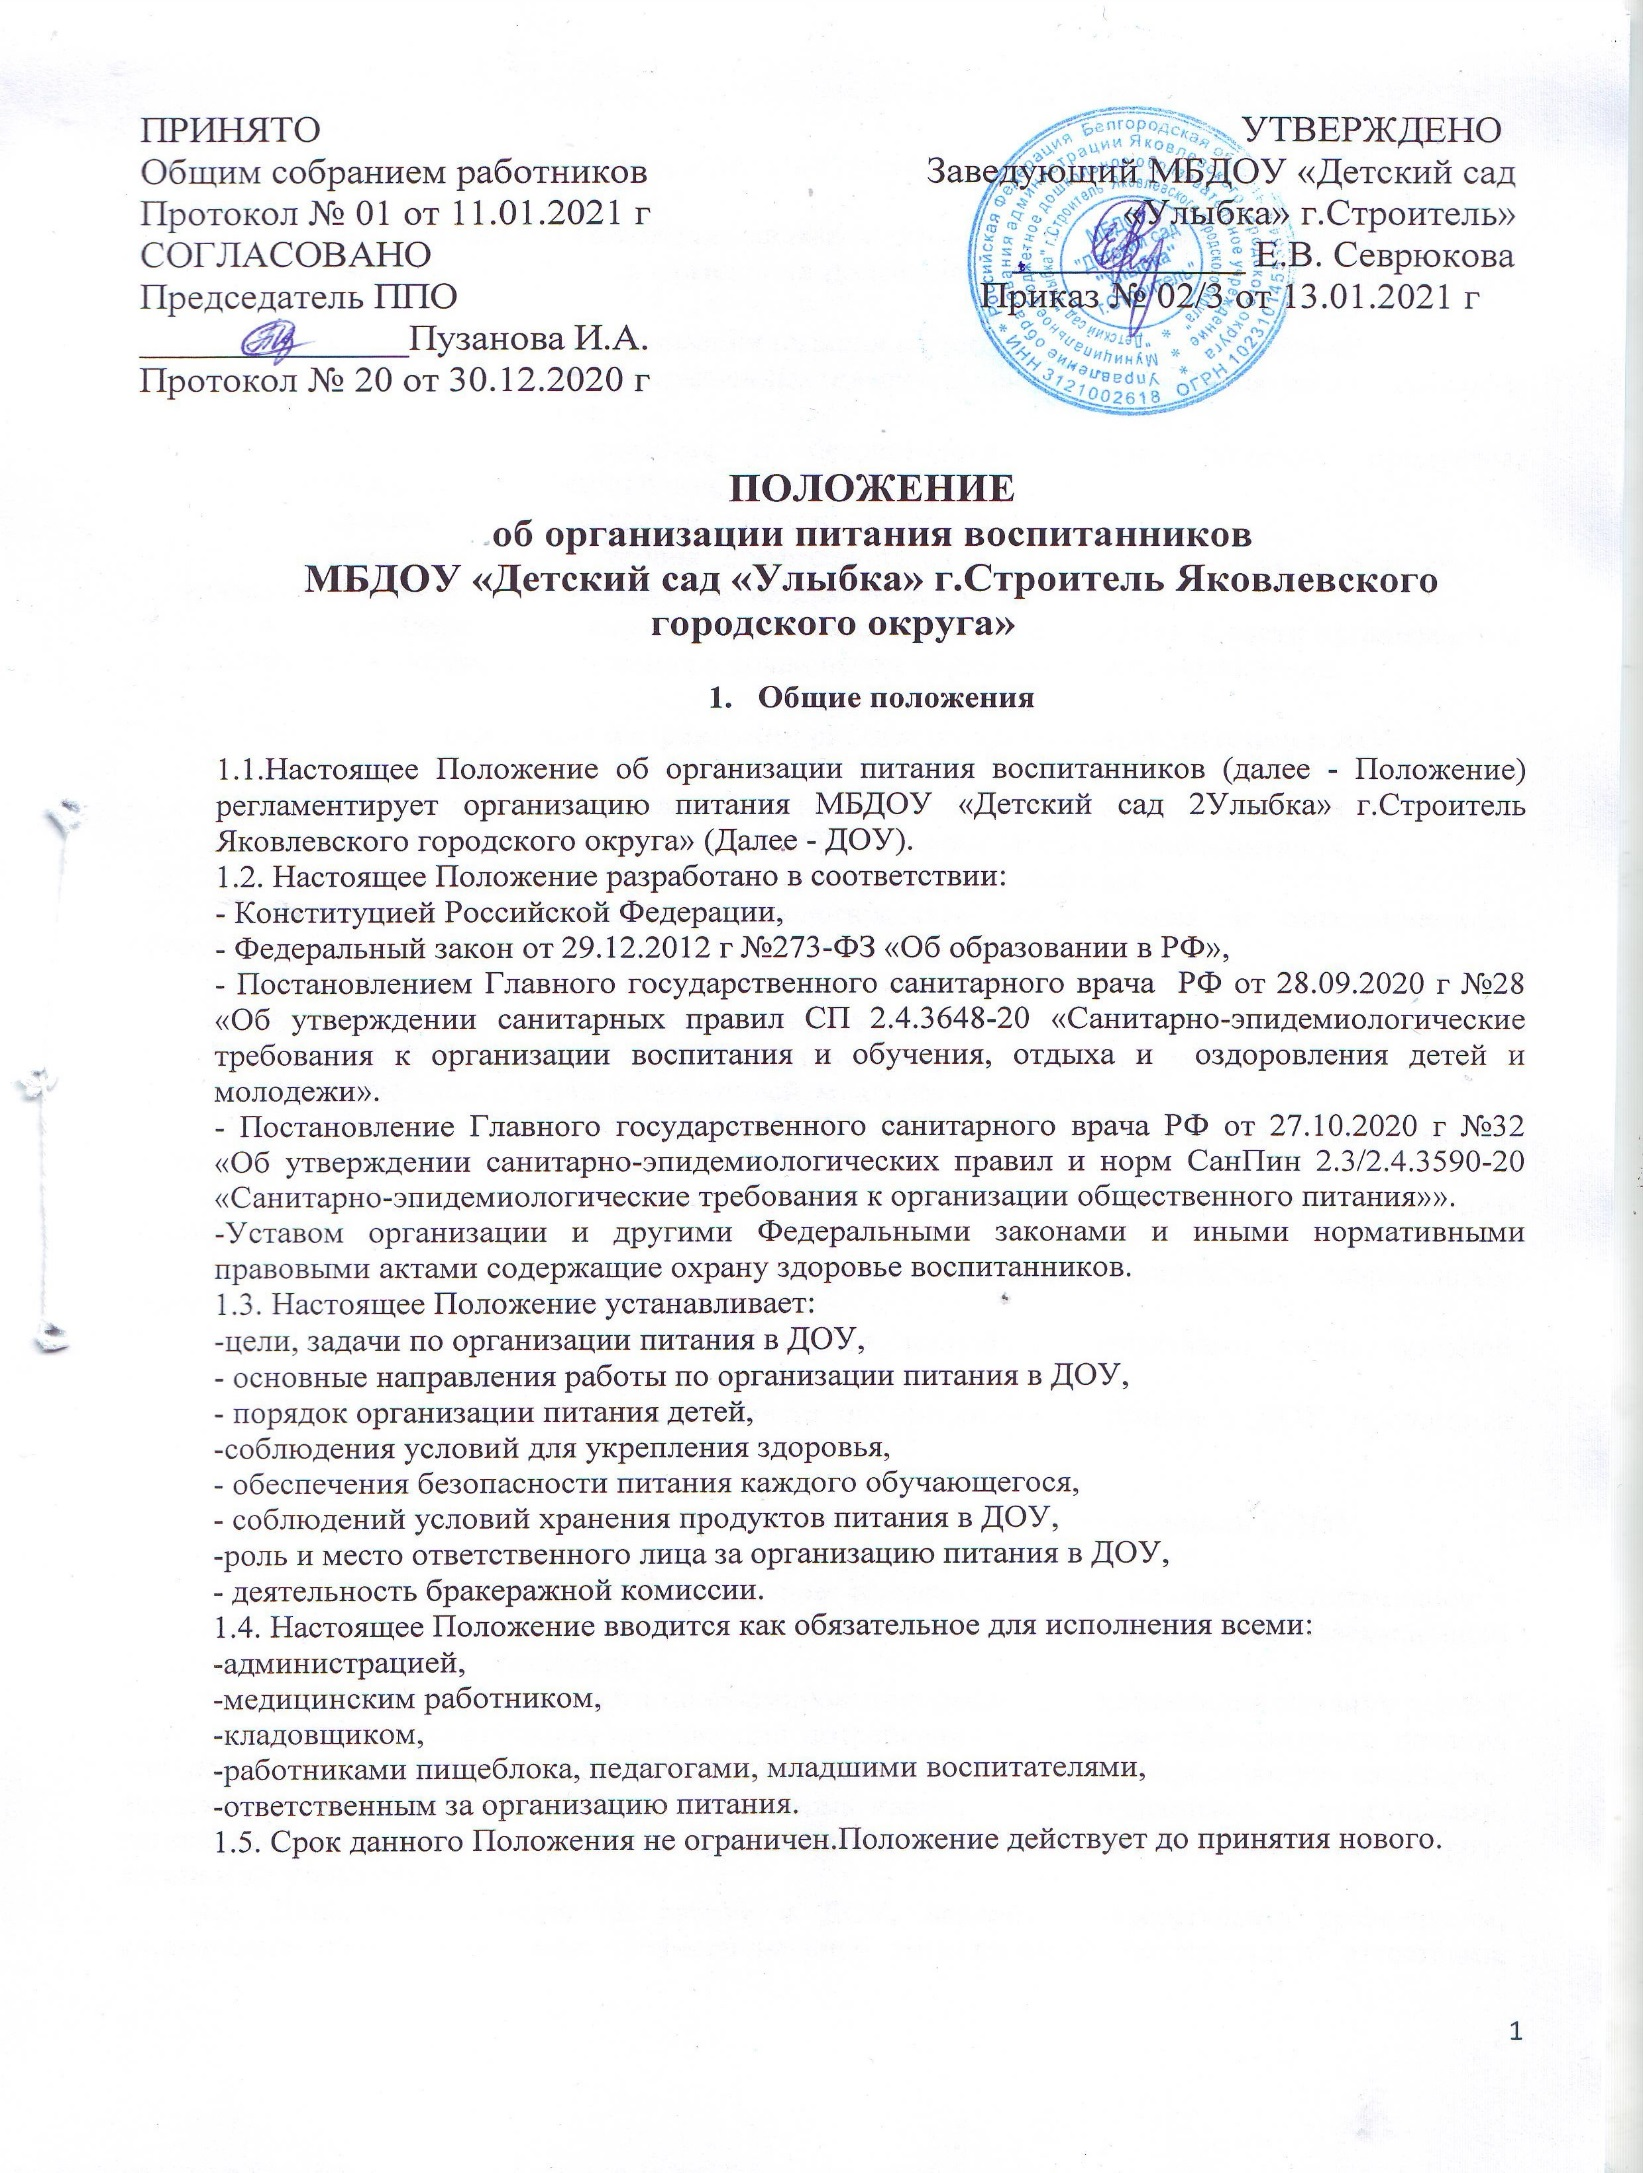 ПРИНЯТО
Общим собранием работников
Протокол № 01 от 11.01.2021 г
СОГЛАСОВАНО
Председатель ППО
_______________Пузанова И.А.
Протокол № 20 от 30.12.2020 г
УТВЕРЖДЕНО
Заведующий МБДОУ «Детский сад
«Улыбка» г.Строитель»
____________ Е.В. Севрюкова
Приказ № 02/3 от 13.01.2021 г
Российская Федерация Белгородская
ИНН 3121002618 ОГРН
МБДОУ
"Детский сад
"Улыбка"
г.Строитель"
ПОЛОЖЕНИЕ
об организации питания воспитанников
МБДОУ «Детский сад «Улыбка» г.Строитель Яковлевского
городского округа»
1. Общие положения
1.1.Настоящее Положение об организации питания воспитанников (далее - Положение)
регламентирует организацию питания МБДОУ «Детский сад 2Улыбка» г.Строитель
Яковлевского городского округа» (Далее - ДОУ).
1.2. Настоящее Положение разработано в соответствии:
- Конституцией Российской Федерации,
- Федеральный закон от 29.12.2012 г №273-ФЗ «Об образовании в РФ»,
- Постановлением Главного государственного санитарного врача РФ от 28.09.2020 г №28
«Об утверждении санитарных правил СП 2.4.3648-20 «Санитарно-эпидемиологические
требования к организации воспитания и обучения, отдыха и оздоровления детей и
молодежи».
- Постановление Главного государственного санитарного врача РФ от 27.10.2020 г №32
«Об утверждении санитарно-эпидемиологических правил и норм СанПин 2.3/2.4.3590-20
«Санитарно-эпидемиологические требования к организации общественного питания»».
-Уставом организации и другими Федеральными законами и иными нормативными
правовыми актами содержащие охрану здоровье воспитанников.
1.3. Настоящее Положение устанавливает:
-цели, задачи по организации питания в ДОУ,
- основные направления работы по организации питания в ДОУ,
- порядок организации питания детей,
-соблюдения условий для укрепления здоровья,
- обеспечения безопасности питания каждого обучающегося,
- соблюдений условий хранения продуктов питания в ДОУ,
-роль и место ответственного лица за организацию питания в ДОУ,
- деятельность бракеражной комиссии.
1.4. Настоящее Положение вводится как обязательное для исполнения всеми:
-администрацией,
-медицинским работником,
-кладовщиком,
-работниками пищеблока, педагогами, младшими воспитателями,
-ответственным за организацию питания.
1.5. Срок данного Положения не ограничен.Положение действует до принятия нового.
1